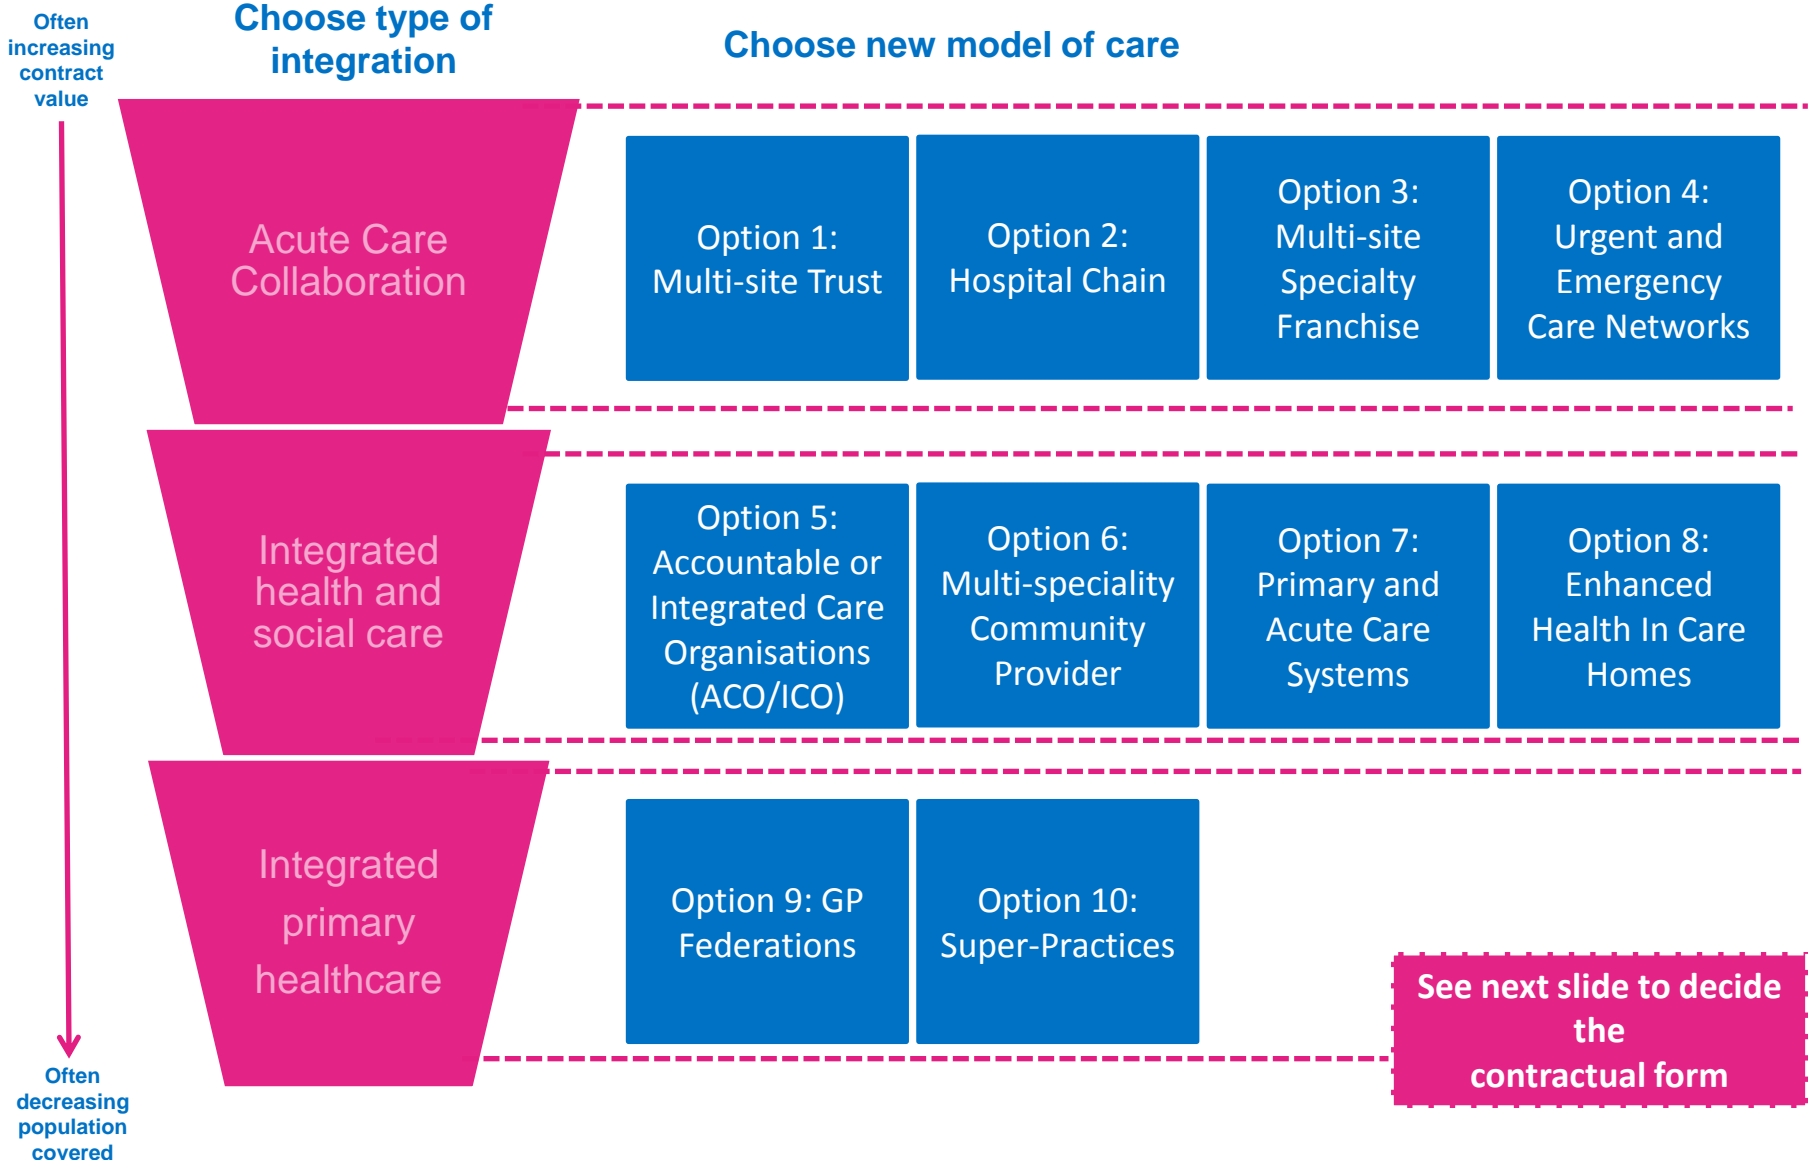 Often
increasing
contract
value
Choose type of
integration
Choose new model of care
Acute Care
Collaboration
Option 1:
Multi-site Trust
Option 2:
Hospital Chain
Option 3:
Multi-site
Specialty
Franchise
Option 4:
Urgent and
Emergency
Care Networks
Integrated
health and
social care
Option 5:
Accountable or
Integrated Care
Organisations
(ACO/ICO)
Option 6:
Multi-speciality
Community
Provider
Option 7:
Primary and
Acute Care
Systems
Option 8:
Enhanced
Health In Care
Homes
Integrated
primary
healthcare
Option 9: GP
Federations
Option 10:
Super-Practices
See next slide to decide
the
contractual form
Often
decreasing
population
covered